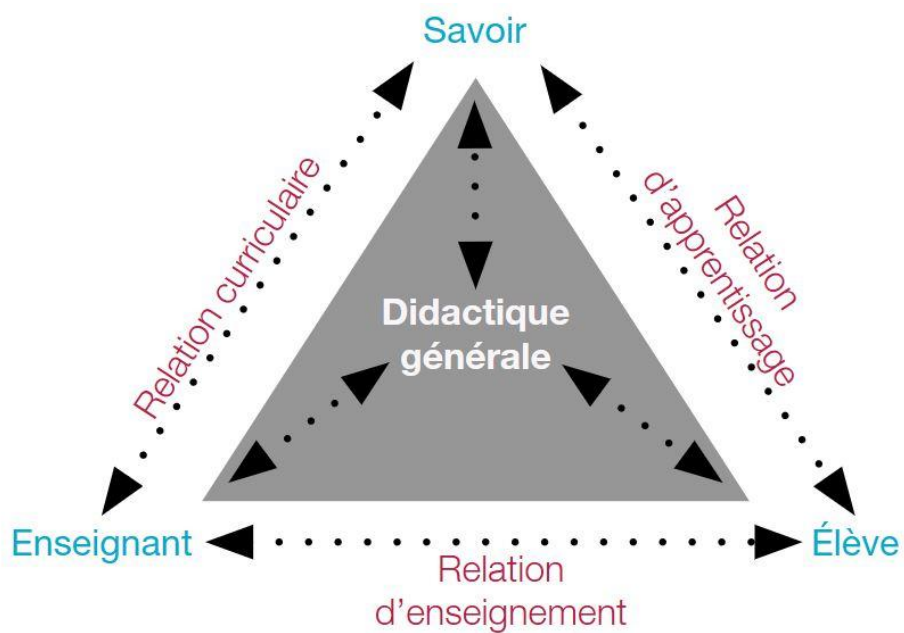 Savoir
Relation curriculaire
Relation
d'apprentissage
Didactique
générale
Enseignant
Élève
Relation
d'enseignement